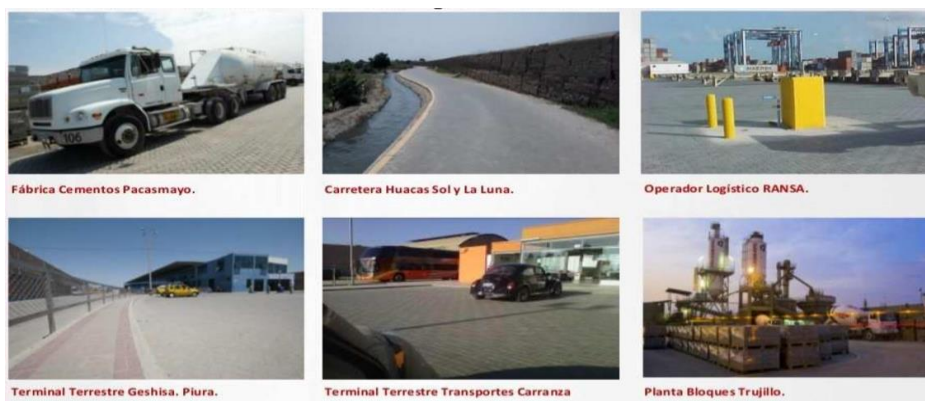 Fábrica Cementos Pacasmayo.
Carretera Huacas Sol y La Luna.
Operador Logístico RANSA.
106
Terminal Terrestre Geshisa. Piura.
Terminal Terrestre Transportes Carranza
Planta Bloques Trujillo.